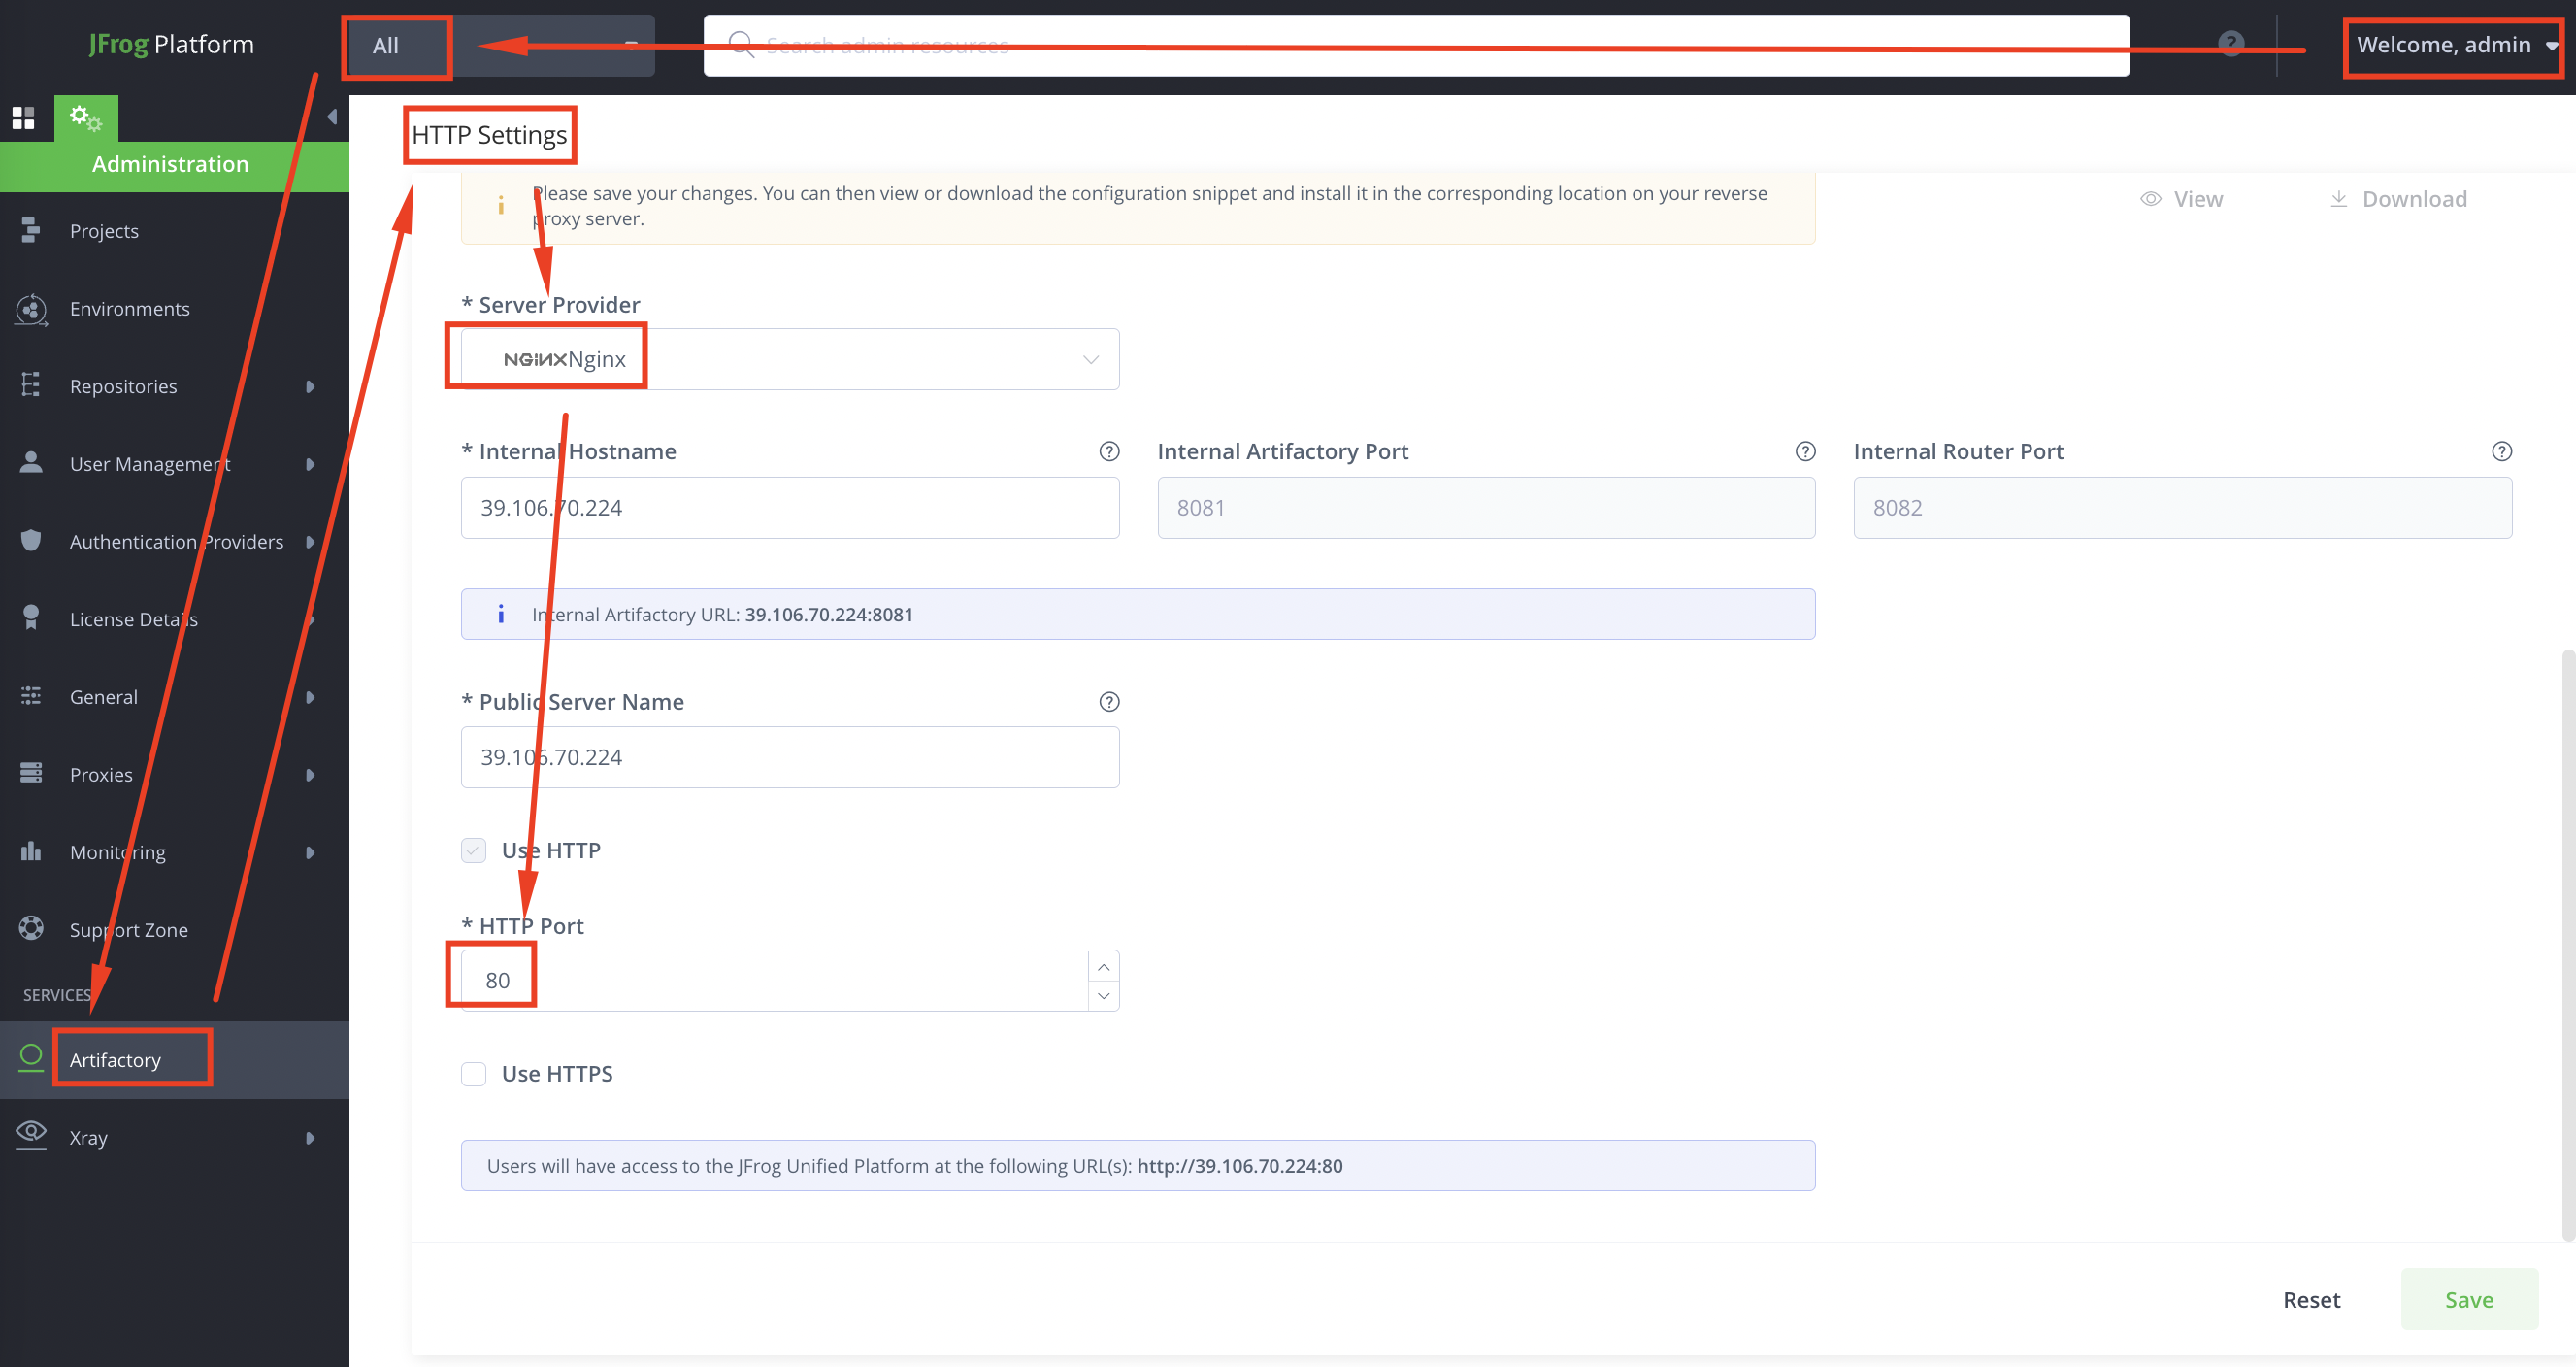 JFrog Platform
All
Search admin resources
?
Welcome, admin
Administration
Projects
Environments
Repositories
User Management
Authentication Providers
License Details
General
Proxies
Monitoring
Support Zone
SERVICES
Artifactory
Xray
HTTP Settings
Please save your changes. You can then view or download the configuration snippet and install it in the corresponding location on your reverse
proxy server.
View
Download
* Server Provider
NGINX Nginx
* Internal Hostname
Internal Artifactory Port
Internal Router Port
39.106.70.224
8081
8082
Internal Artifactory URL: 39.106.70.224:8081
* Public Server Name
39.106.70.224
Use HTTP
* HTTP Port
80
Use HTTPS
Users will have access to the JFrog Unified Platform at the following URL(s): http://39.106.70.224:80
Reset
Save